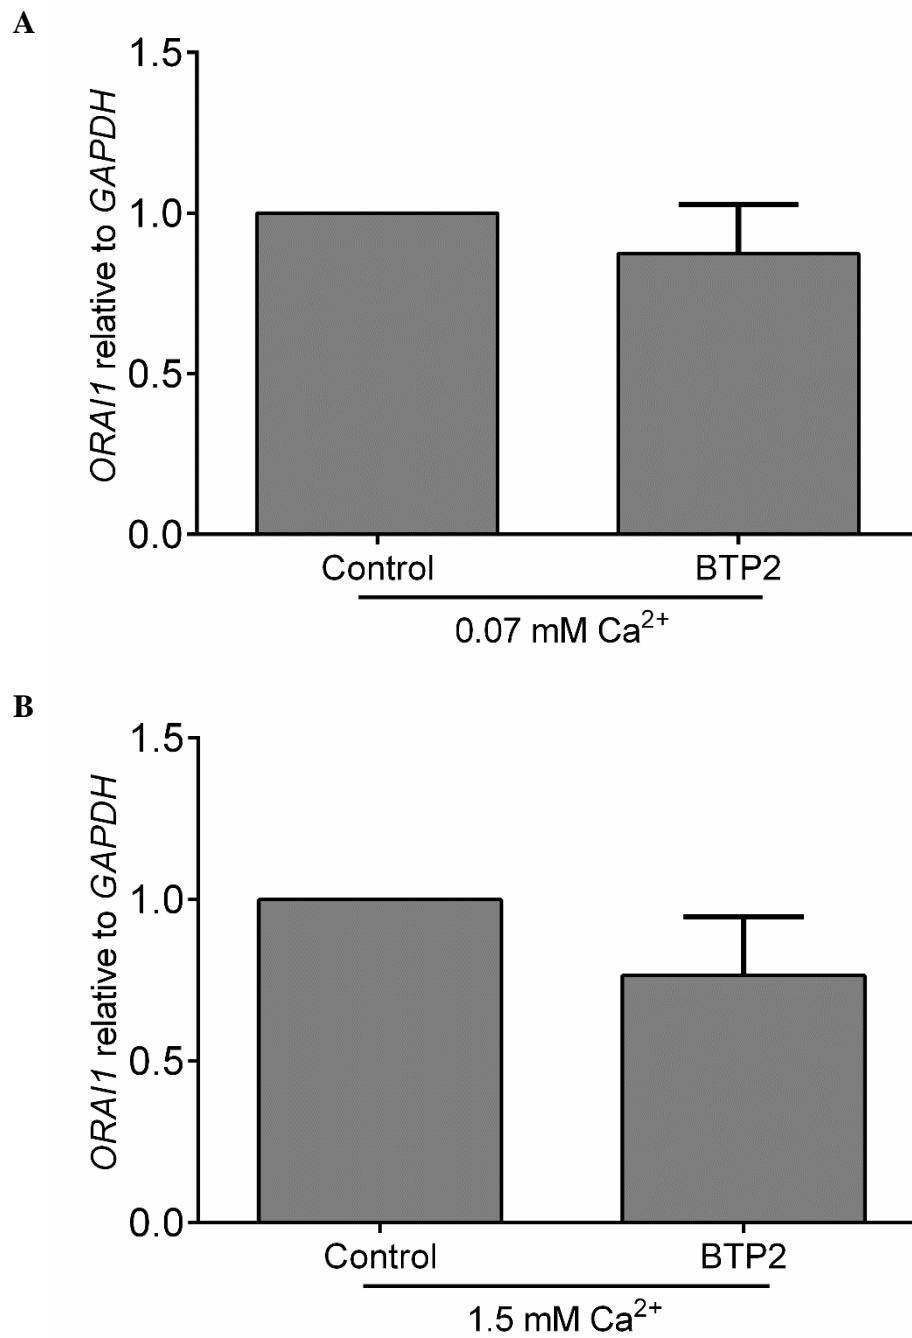 A
ORAI1 relative to GAPDH
1.5
1.0
0.5
0.0
Control BTP2
0.07 mM Ca²⁺
B
ORAI1 relative to GAPDH
1.5
1.0
0.5
0.0
Control BTP2
1.5 mM Ca²⁺